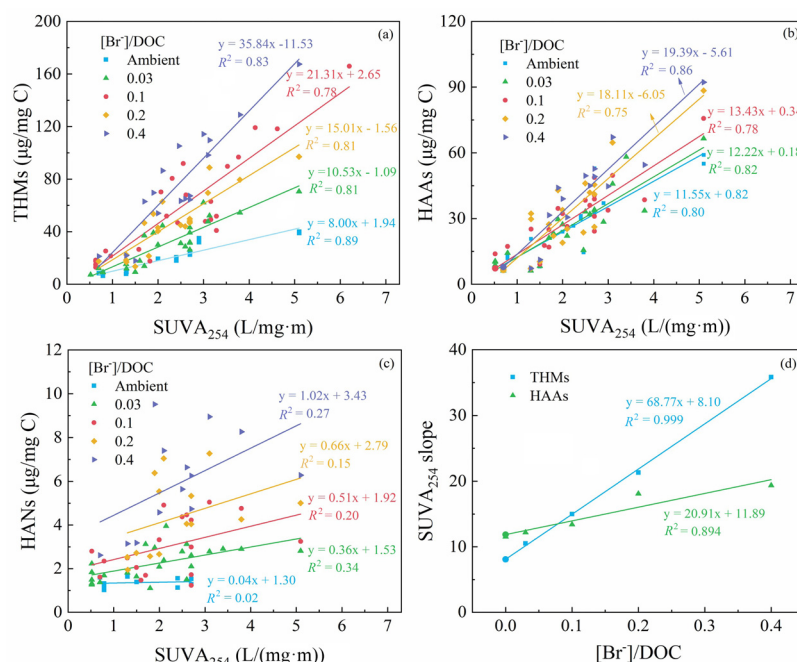 [Br⁻]/DOC
(a)
Ambient
0.03
0.1
0.2
0.4
y = 35.84x -11.53
R² = 0.83
y = 21.31x + 2.65
R² = 0.78
y = 15.01x - 1.56
R² = 0.81
y = 10.53x - 1.09
R² = 0.81
y = 8.00x + 1.94
R² = 0.89
THMs (μg/mg C)
200
160
120
80
40
0
0 1 2 3 4 5 6 7
SUVA₂₅₄ (L/mg·m)
[Br⁻]/DOC
(b)
Ambient
0.03
0.1
0.2
0.4
y = 19.39x - 5.61
R² = 0.86
y = 18.11x -6.05
R² = 0.75
y = 13.43x + 0.34
R² = 0.78
y = 12.22x + 0.18
R² = 0.82
y = 11.55x + 0.82
R² = 0.80
HAAs (μg/mg C)
120
90
60
30
0
0 1 2 3 4 5 6 7
SUVA₂₅₄ (L/(mg·m))
[Br⁻]/DOC
(c)
Ambient
0.03
0.1
0.2
0.4
y = 1.02x + 3.43
R² = 0.27
y = 0.66x + 2.79
R² = 0.15
y = 0.51x + 1.92
R² = 0.20
y = 0.36x + 1.53
R² = 0.34
y = 0.04x + 1.30
R² = 0.02
HANs (μg/mg C)
12
10
8
6
4
2
0
0 1 2 3 4 5 6 7
SUVA₂₅₄ (L/(mg·m))
(d)
THMs
HAAs
y = 68.77x + 8.10
R² = 0.999
y = 20.91x + 11.89
R² = 0.894
SUVA₂₅₄ slope
40
30
20
10
0
0.0 0.1 0.2 0.3 0.4
[Br⁻]/DOC